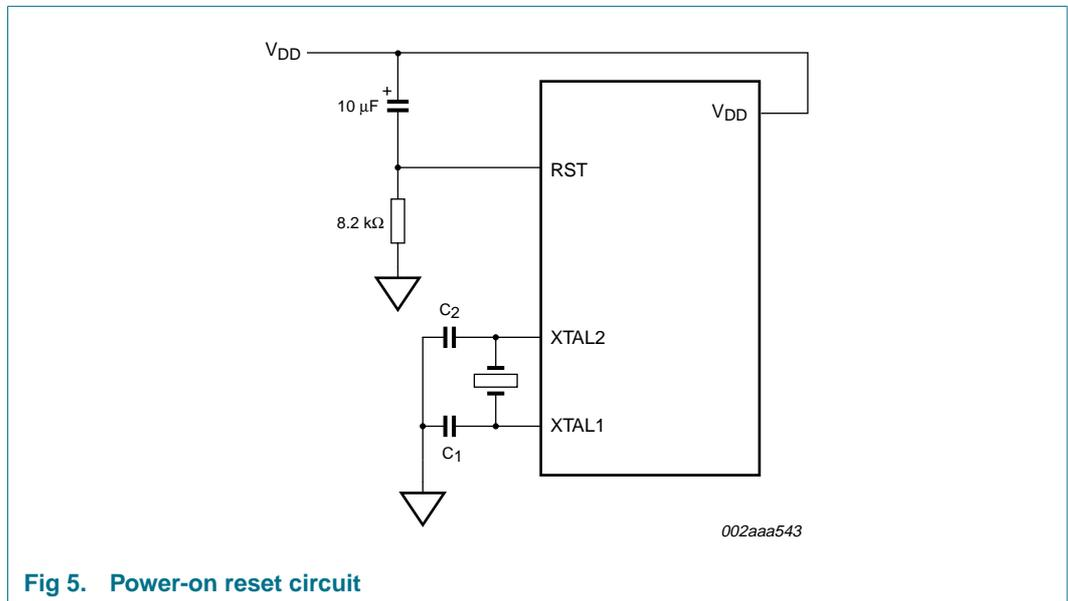 VDD
+
10 μF
VDD
RST
8.2 kΩ
C2
XTAL2
XTAL1
C1
002aaa543
Fig 5. Power-on reset circuit